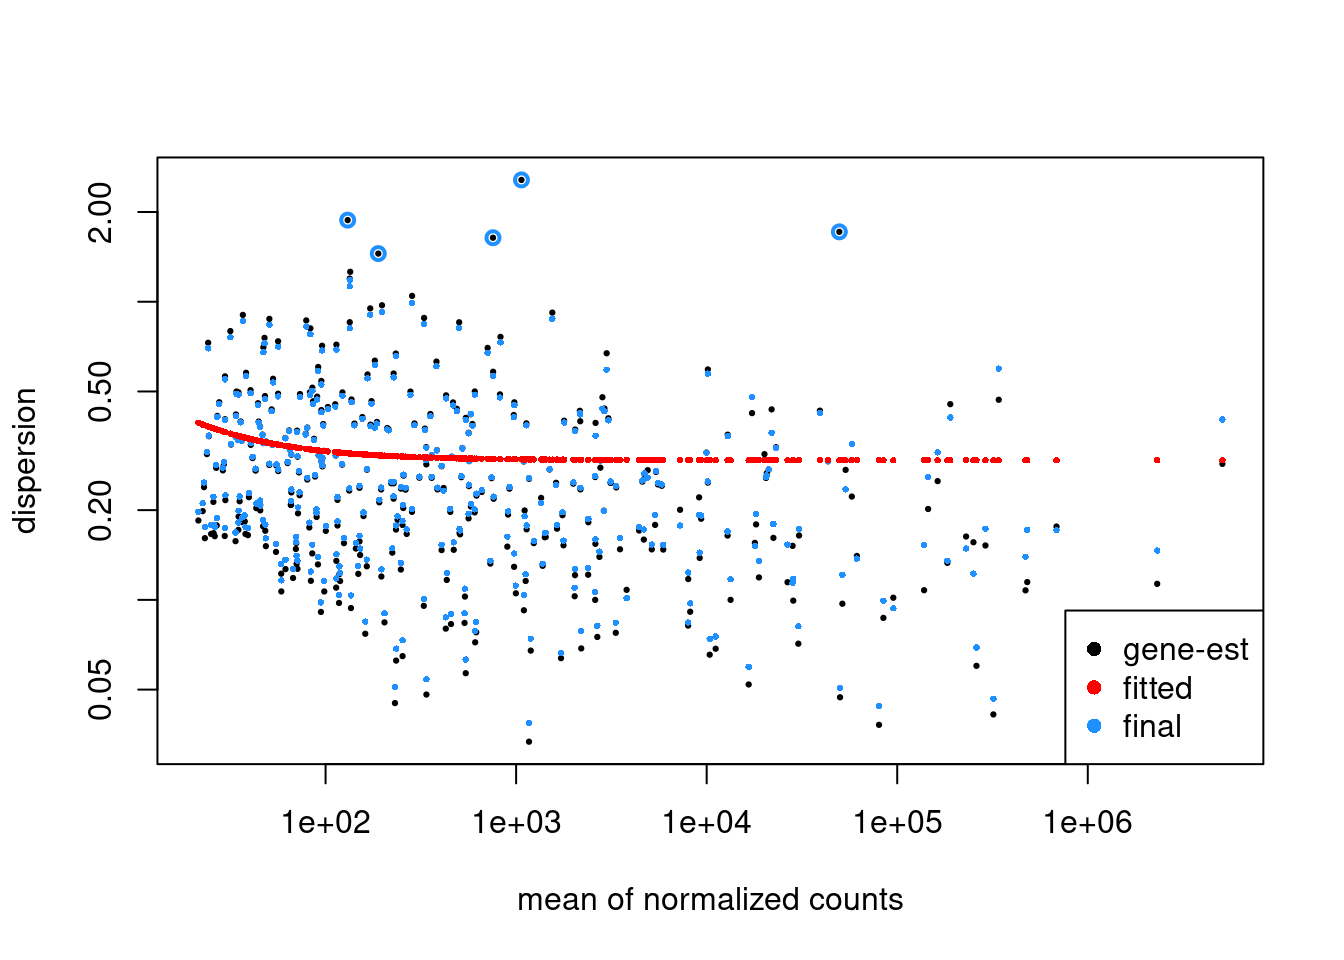 dispersion
2.00
0.50
0.20
0.05
gene-est
fitted
final
1e+02 1e+03 1e+04 1e+05 1e+06
mean of normalized counts